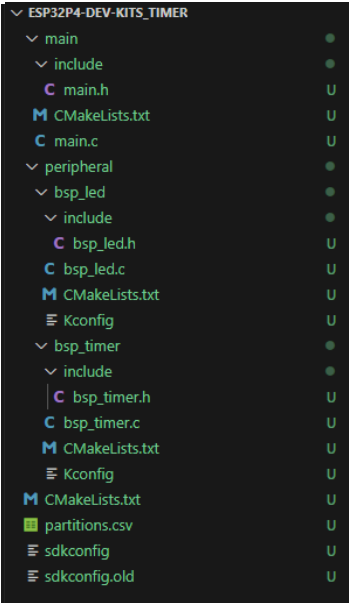 ESP32P4-DEV-KITS_TIMER
main
include
C main.h U
M CMakeLists.txt U
C main.c U
peripheral
bsp_led
include
C bsp_led.h U
C bsp_led.c U
M CMakeLists.txt U
Kconfig U
bsp_timer
include
C bsp_timer.h U
C bsp_timer.c U
M CMakeLists.txt U
Kconfig U
M CMakeLists.txt U
partitions.csv U
sdkconfig U
sdkconfig.old U